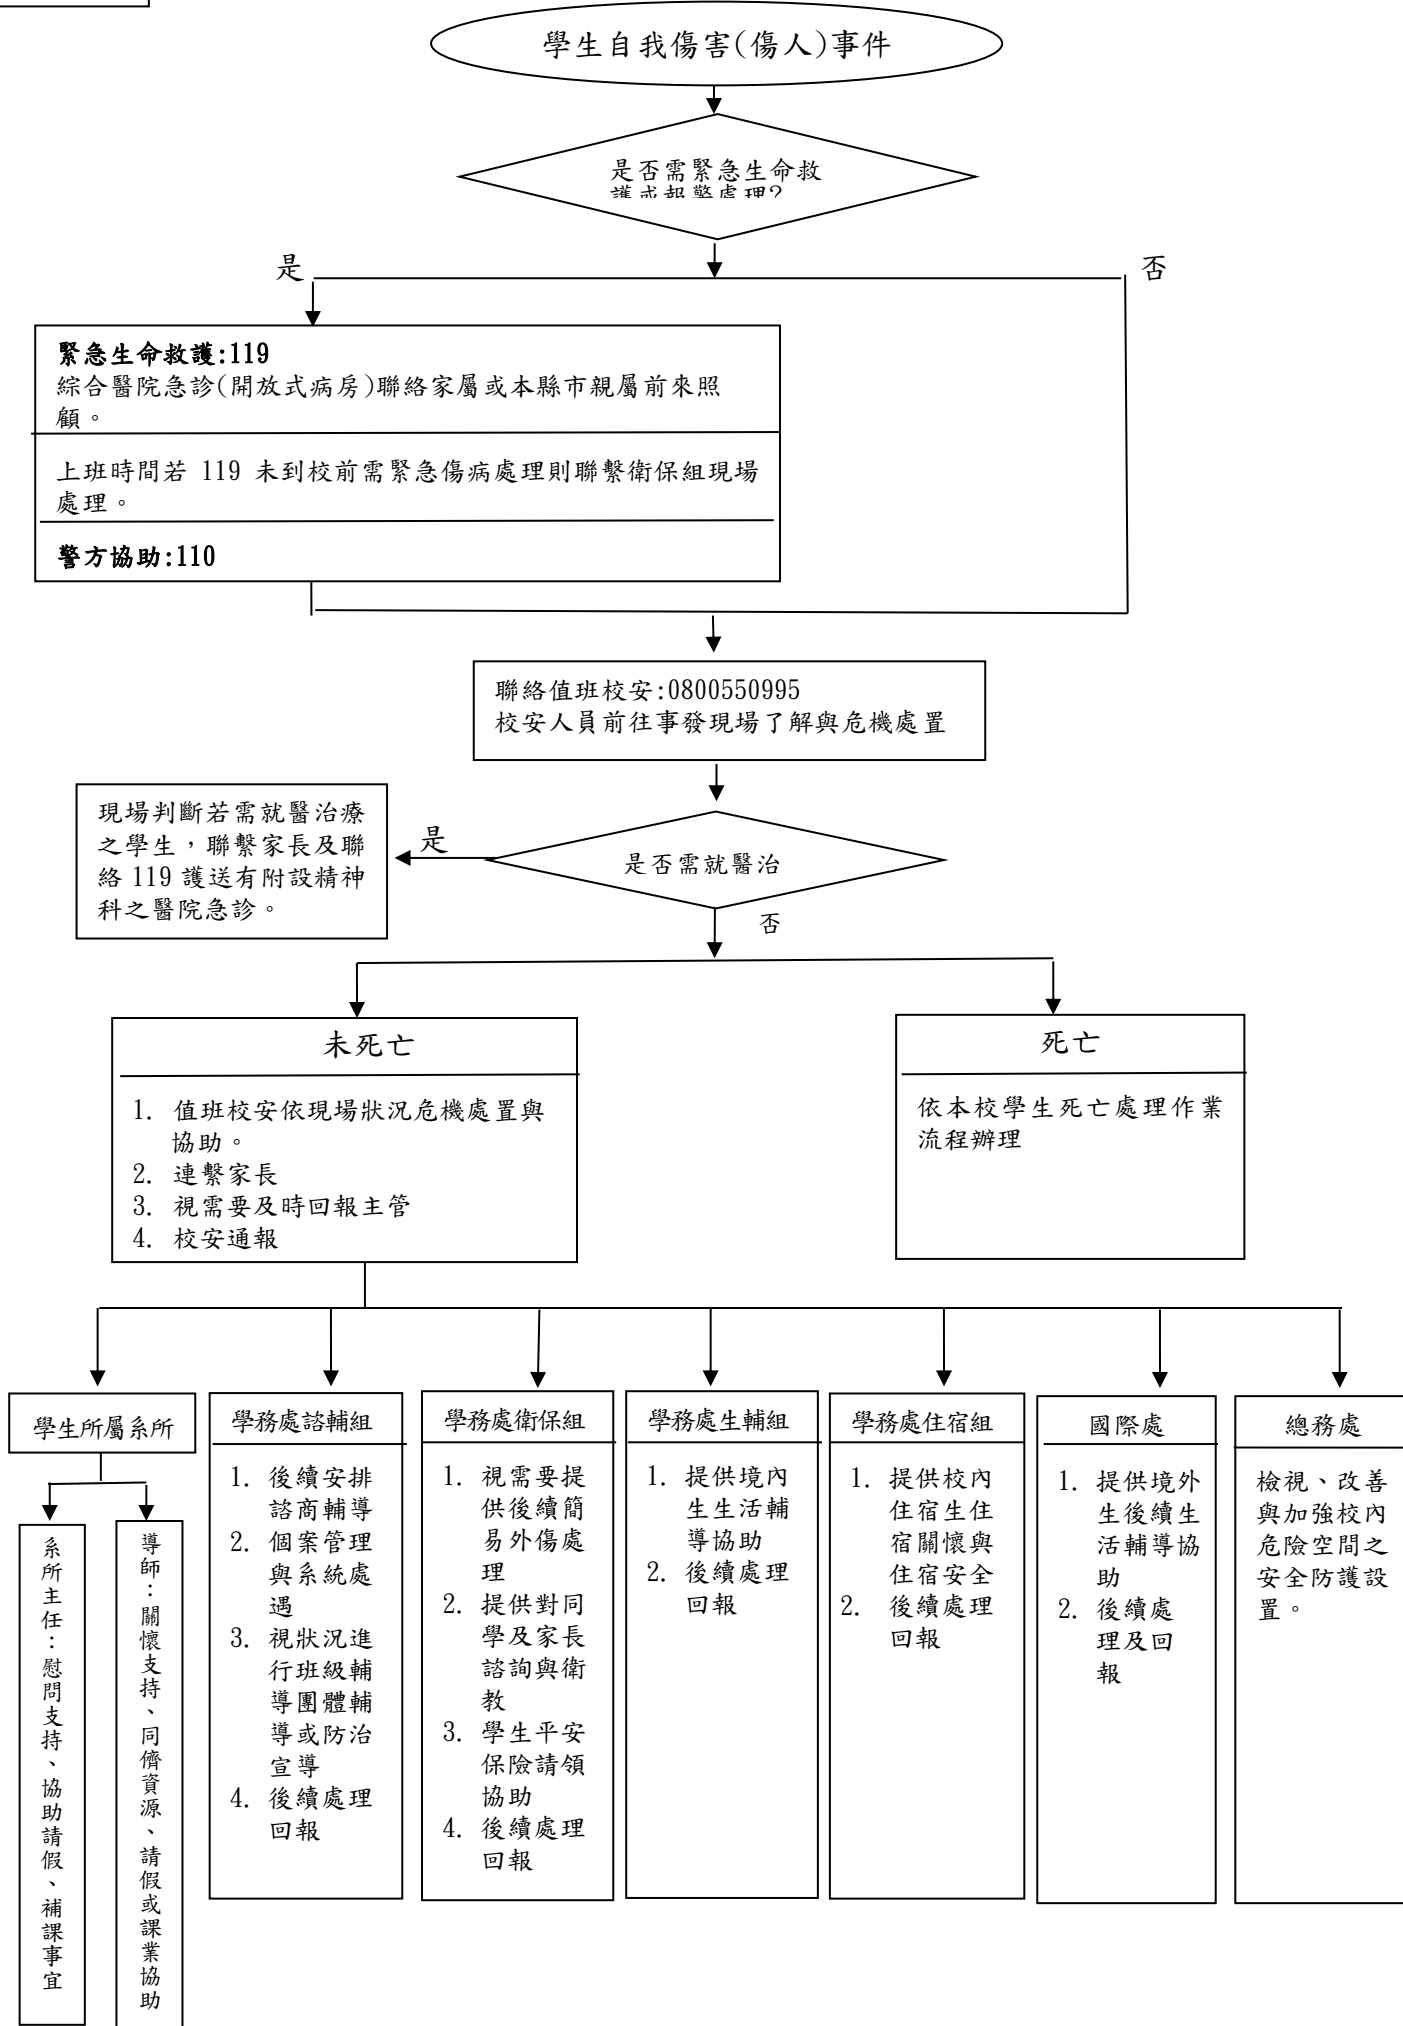 學生自我傷害(傷人)事件
是否需緊急生命救
護或報警處理?
是
否
緊急生命救護:119
綜合醫院急診(開放式病房)聯絡家屬或本縣市親屬前來照
顧。
上班時間若 119 未到校前需緊急傷病處理則聯繫衛保組現場
處理。
警方協助:110
聯絡值班校安:0800550995
校安人員前往事發現場了解與危機處置
現場判斷若需就醫治療
之學生，聯繫家長及聯
絡 119 護送有附設精神
科之醫院急診。
是
是否需就醫治
否
未死亡
1. 值班校安依現場狀況危機處置與
協助。
2. 連繫家長
3. 視需要及時回報主管
4. 校安通報
死亡
依本校學生死亡處理作業
流程辦理
學生所屬系所
系所主任：慰問支持、協助請假、補課事宜
導師：關懷支持、同儕資源、請假或課業協助
學務處諮輔組
1. 後續安排
諮商輔導
2. 個案管理
與系統處
遇
3. 視狀況進
行班級輔
導團體輔
導或防治
宣導
4. 後續處理
回報
學務處衛保組
1. 視需要提
供後續簡
易外傷處
理
2. 提供對同
學及家長
諮詢與衛
教
3. 學生平安
保險請領
協助
4. 後續處理
回報
學務處生輔組
1. 提供境內
生生活輔
導協助
2. 後續處理
回報
學務處住宿組
1. 提供校內
住宿生住
宿關懷與
住宿安全
2. 後續處理
回報
國際處
1. 提供境外
生後續生
活輔導協
助
2. 後續處
理及回
報
總務處
檢視、改善
與加強校內
危險空間之
安全防護設
置。